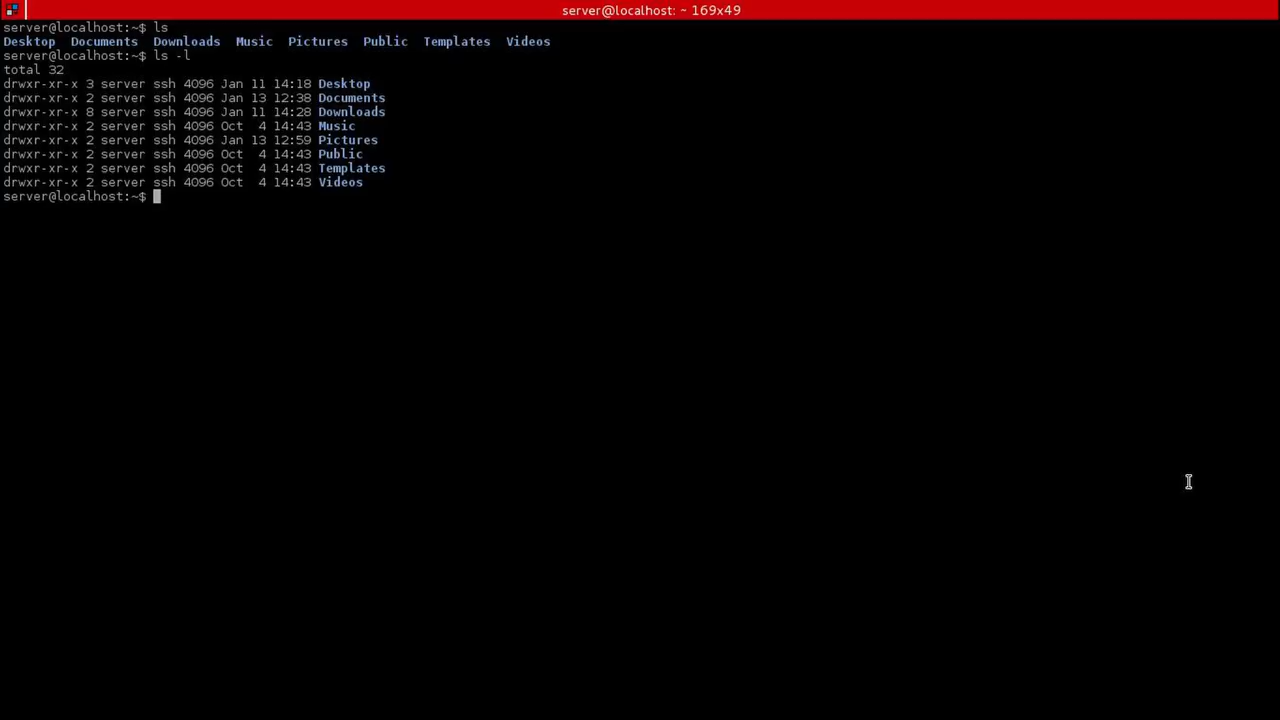 server@localhost: ~ 169x49
server@localhost:~$ ls
Desktop  Documents  Downloads  Music  Pictures  Public  Templates  Videos
server@localhost:~$ ls -l
total 32
drwxr-xr-x 3 server ssh 4096 Jan 11 14:18 Desktop
drwxr-xr-x 2 server ssh 4096 Jan 13 12:38 Documents
drwxr-xr-x 8 server ssh 4096 Jan 11 14:28 Downloads
drwxr-xr-x 2 server ssh 4096 Oct  4 14:43 Music
drwxr-xr-x 2 server ssh 4096 Jan 13 12:59 Pictures
drwxr-xr-x 2 server ssh 4096 Oct  4 14:43 Public
drwxr-xr-x 2 server ssh 4096 Oct  4 14:43 Templates
drwxr-xr-x 2 server ssh 4096 Oct  4 14:43 Videos
server@localhost:~$